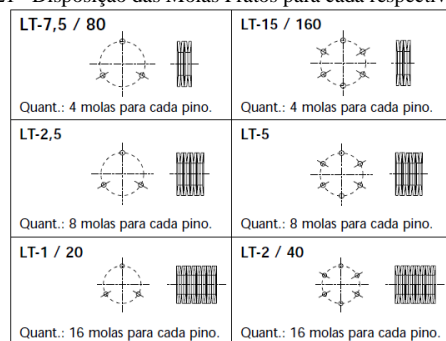 Disposição das Molas Pratos para cada respectiv
LT-7,5 / 80
Quant.: 4 molas para cada pino.
LT-15 / 160
Quant.: 4 molas para cada pino.
LT-2,5
Quant.: 8 molas para cada pino.
LT-5
Quant.: 8 molas para cada pino.
LT-1 / 20
Quant.: 16 molas para cada pino.
LT-2 / 40
Quant.: 16 molas para cada pino.